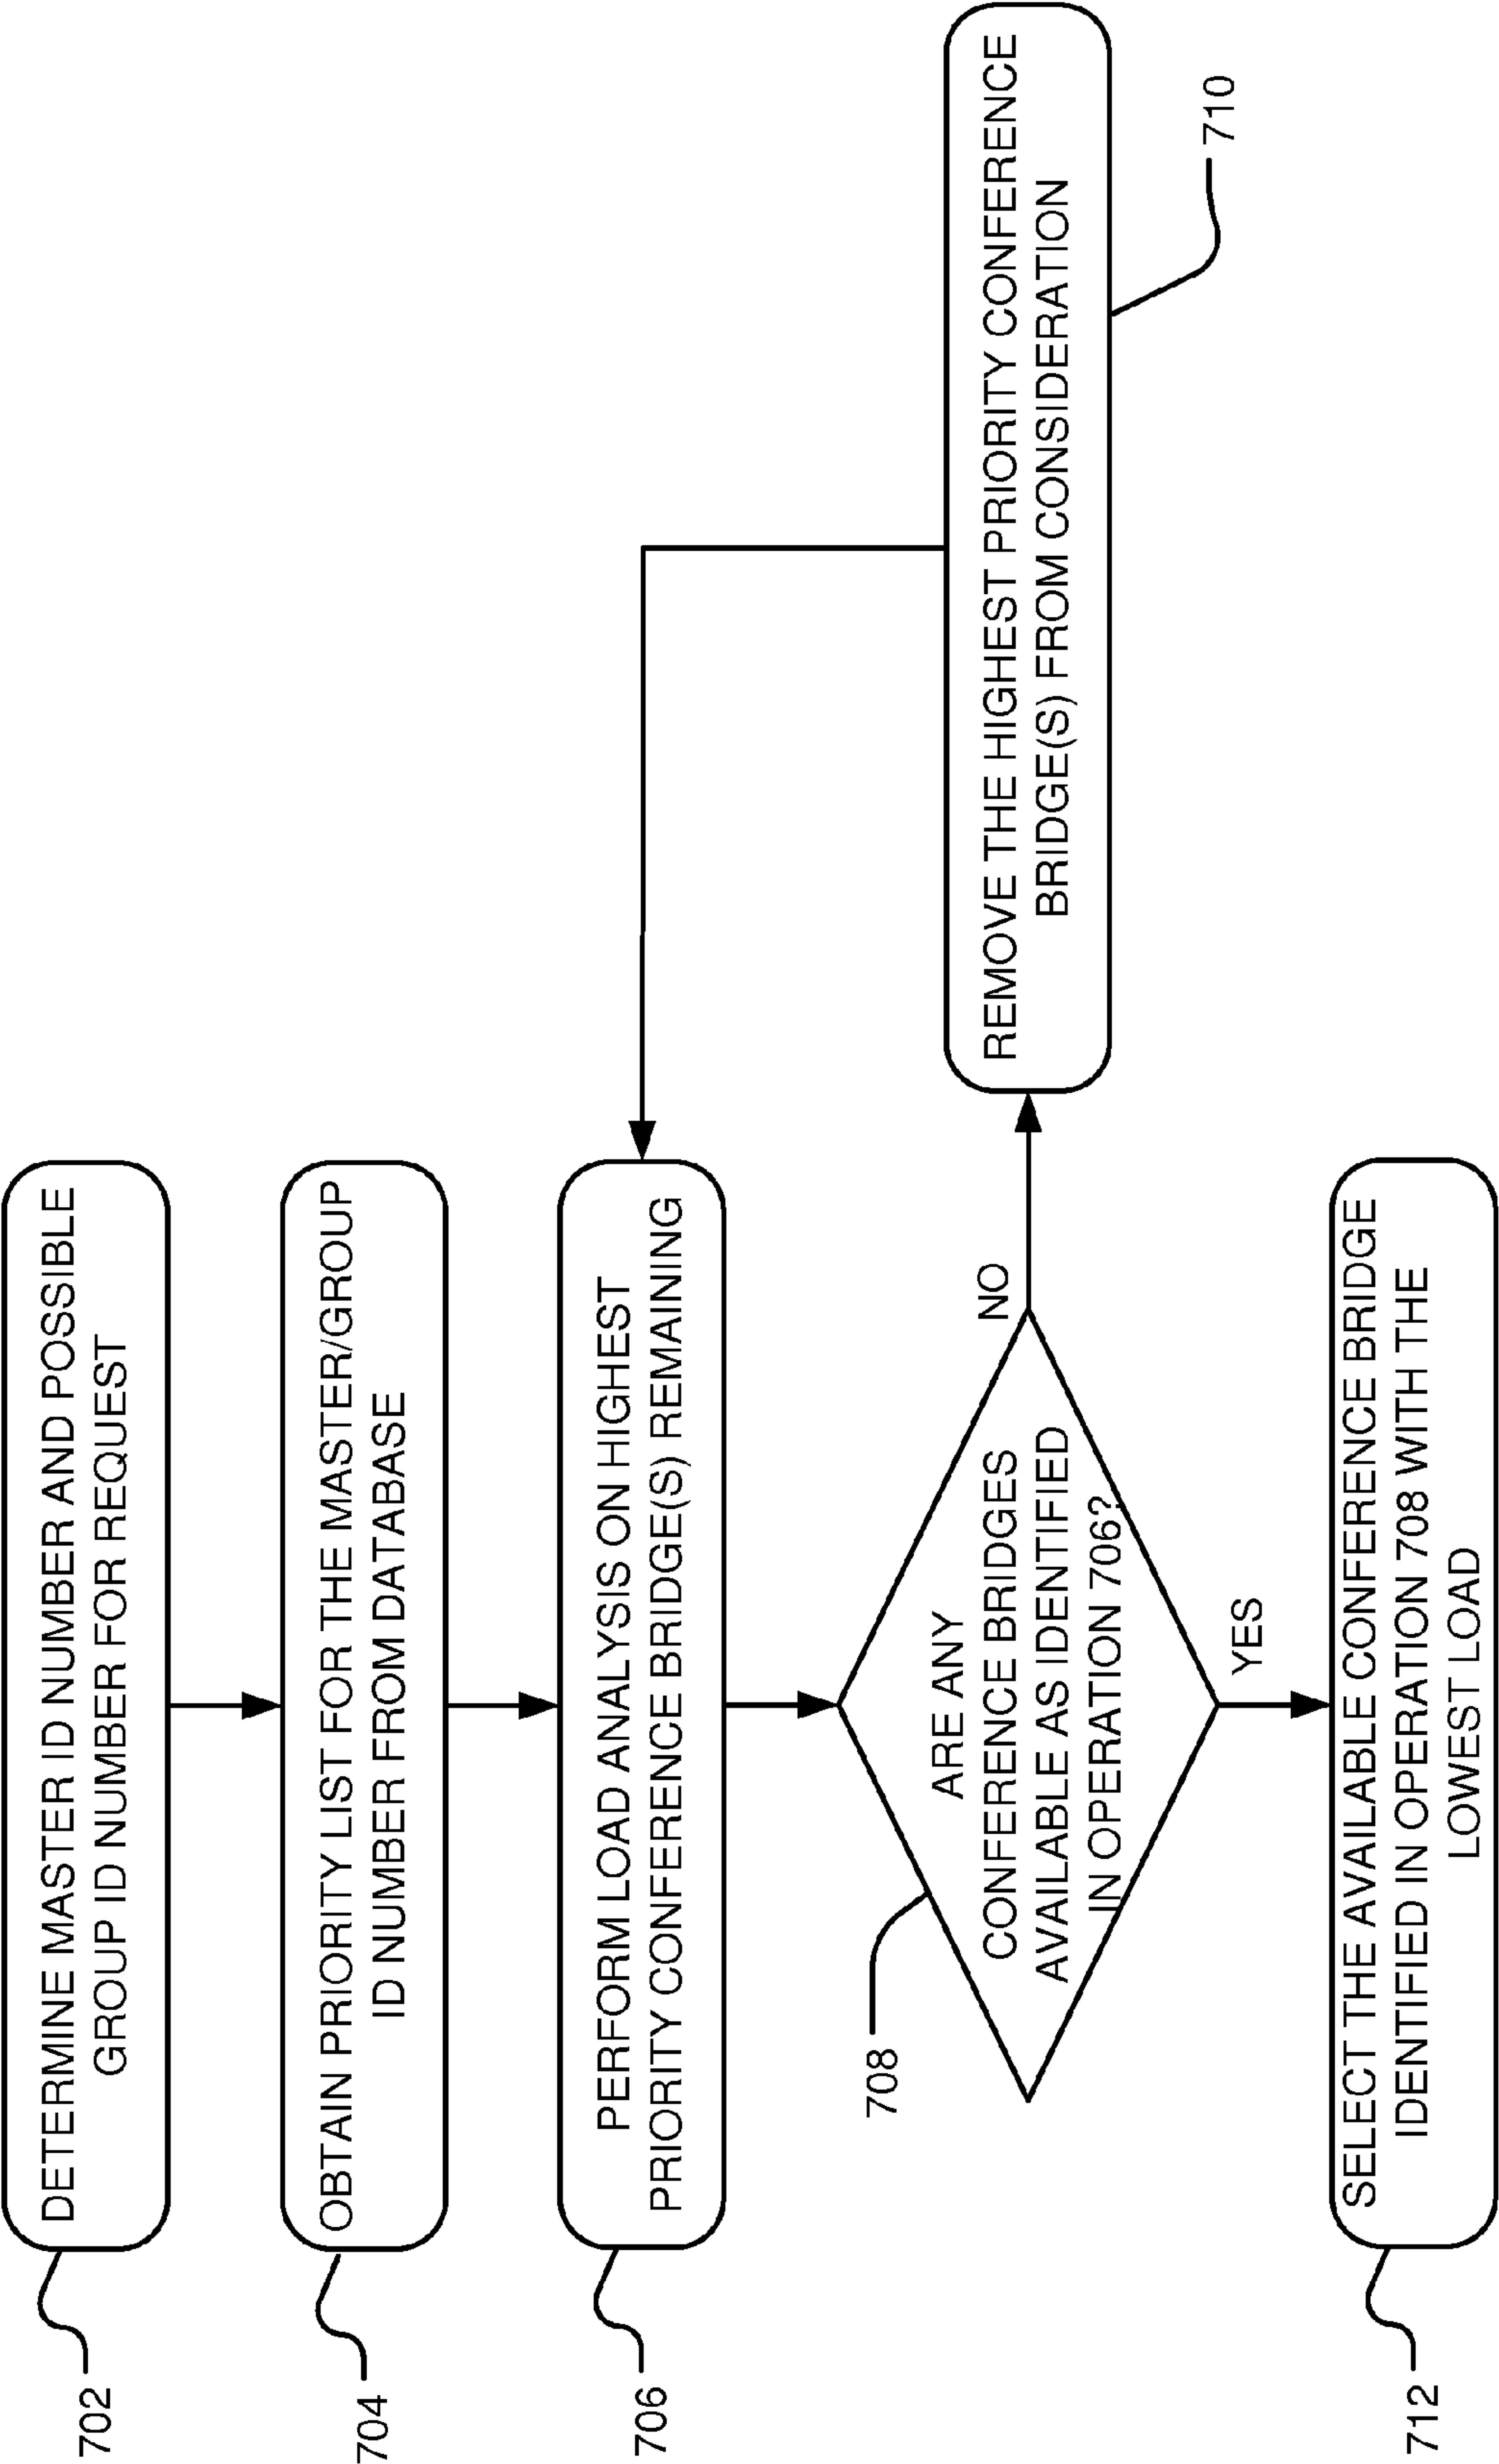 702
DETERMINE MASTER ID NUMBER AND POSSIBLE
GROUP ID NUMBER FOR REQUEST
704
OBTAIN PRIORITY LIST FOR THE MASTER/GROUP
ID NUMBER FROM DATABASE
706
PERFORM LOAD ANALYSIS ON HIGHEST
PRIORITY CONFERENCE BRIDGE(S) REMAINING
708
ARE ANY
CONFERENCE BRIDGES
AVAILABLE AS IDENTIFIED
IN OPERATION 706?
NO
REMOVE THE HIGHEST PRIORITY CONFERENCE
BRIDGE(S) FROM CONSIDERATION
710
YES
712
SELECT THE AVAILABLE CONFERENCE BRIDGE
IDENTIFIED IN OPERATION 708 WITH THE
LOWEST LOAD